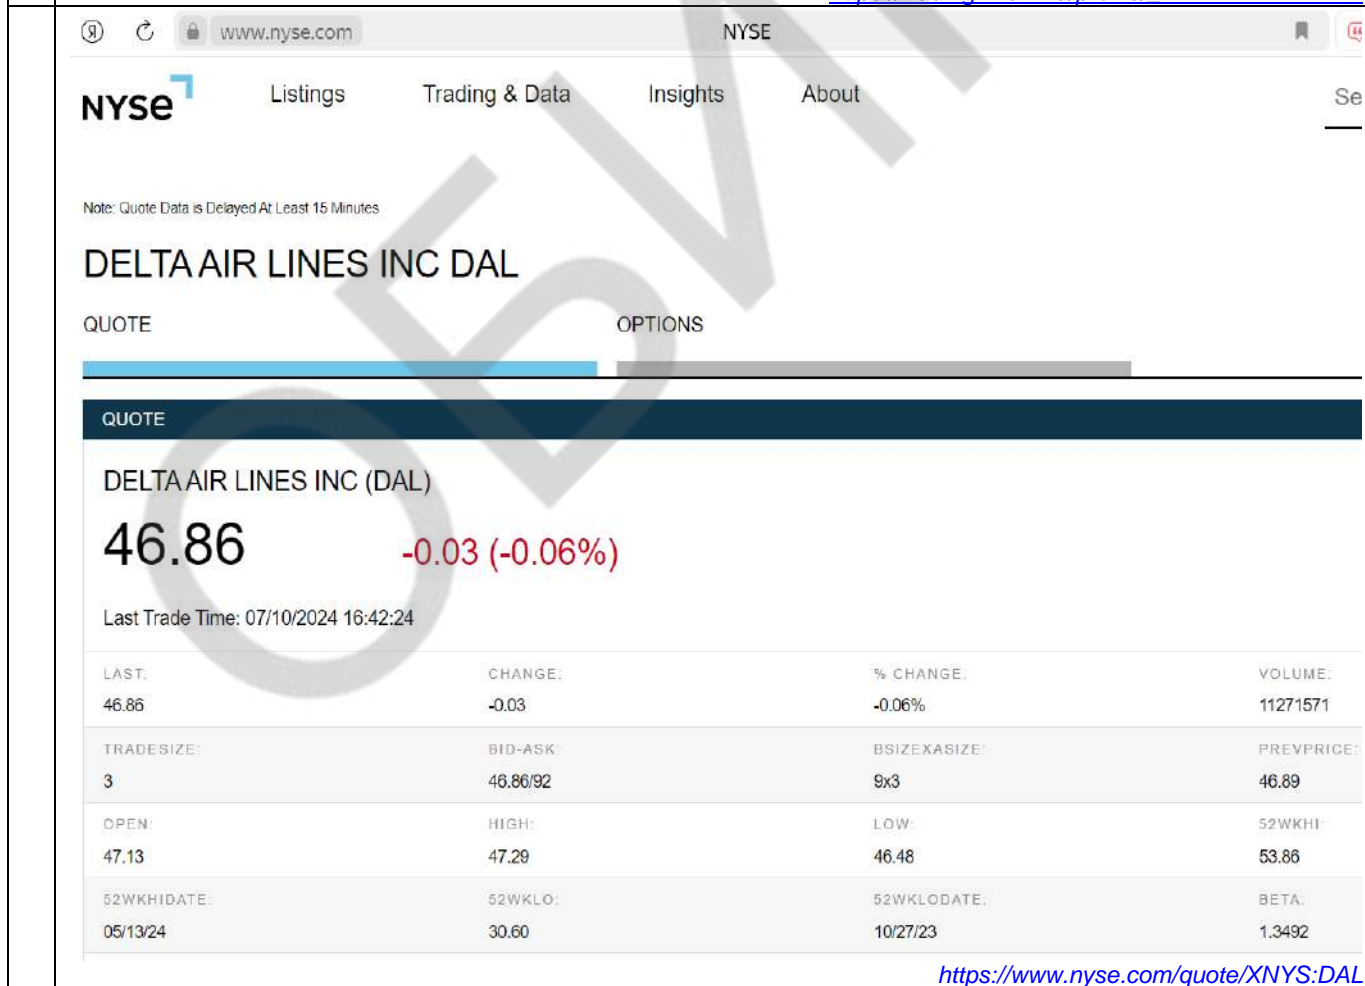 www.nyse.com NYSE
NYSE Listings Trading & Data Insights About Se
Note: Quote Data is Delayed At Least 15 Minutes
DELTA AIR LINES INC DAL
QUOTE OPTIONS
QUOTE
DELTA AIR LINES INC (DAL)
46.86 -0.03 (-0.06%)
Last Trade Time: 07/10/2024 16:42:24
LAST: CHANGE: % CHANGE: VOLUME:
46.86 -0.03 -0.06% 11271571
TRADESIZE: BID-ASK: BSIZEXASIZE: PREVPRICE:
3 46.86/92 9x3 46.89
OPEN: HIGH: LOW: 52WKHI:
47.13 47.29 46.48 53.86
52WKHIDATE: 52WKLO: 52WKLODATE: BETA:
05/13/24 30.60 10/27/23 1.3492
https://www.nyse.com/quote/XNYS:DAL